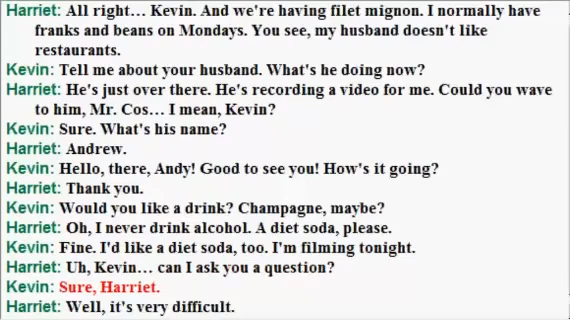 Harriet: All right… Kevin. And we're having filet mignon. I normally have
franks and beans on Mondays. You see, my husband doesn't like
restaurants.
Kevin: Tell me about your husband. What's he doing now?
Harriet: He's just over there. He's recording a video for me. Could you wave
to him, Mr. Cos… I mean, Kevin?
Kevin: Sure. What's his name?
Harriet: Andrew.
Kevin: Hello, there, Andy! Good to see you! How's it going?
Harriet: Thank you.
Kevin: Would you like a drink? Champagne, maybe?
Harriet: Oh, I never drink alcohol. A diet soda, please.
Kevin: Fine. I'd like a diet soda, too. I'm filming tonight.
Harriet: Uh, Kevin… can I ask you a question?
Kevin: Sure, Harriet.
Harriet: Well, it's very difficult.